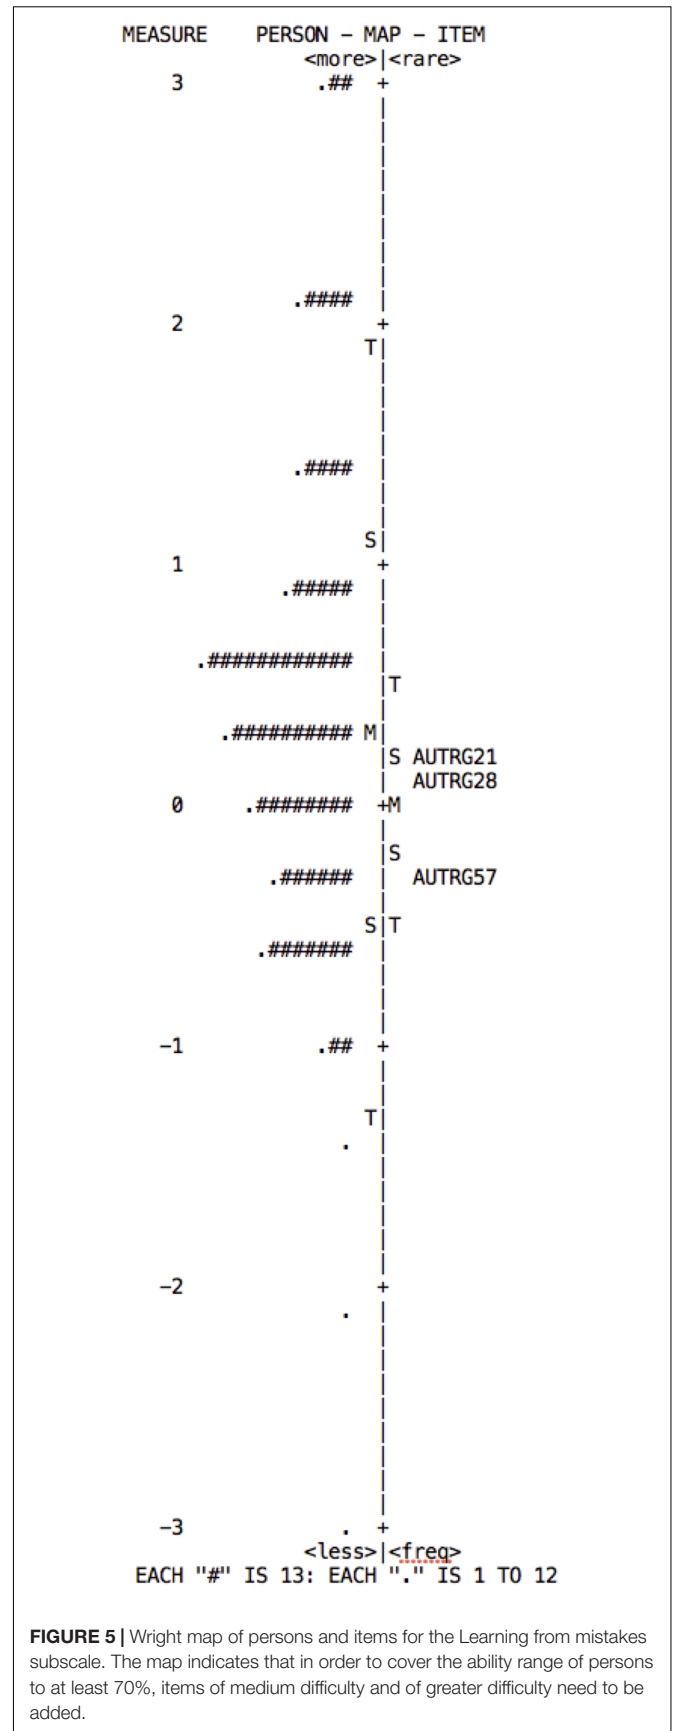 MEASURE PERSON – MAP – ITEM
<more>|<rare>
3 .## +
|
|
|
|
|
|
|
|
.#### |
2 +
T|
|
|
|
|
.#### |
|
|
S|
1 +
.##### |
|
|
.############ |
|T
|
.########## M|
|S AUTRG21
| AUTRG28
0 .######## +M
|
|S
.###### | AUTRG57
|
S|T
.####### |
|
|
|
–1 .## +
|
|
T|
. |
|
|
|
|
|
–2 +
. |
|
|
|
|
|
|
|
|
–3 . +
<less>|<freq>
EACH "#" IS 13: EACH "." IS 1 TO 12
FIGURE 5 | Wright map of persons and items for the Learning from mistakes
subscale. The map indicates that in order to cover the ability range of persons
to at least 70%, items of medium difficulty and of greater difficulty need to be
added.